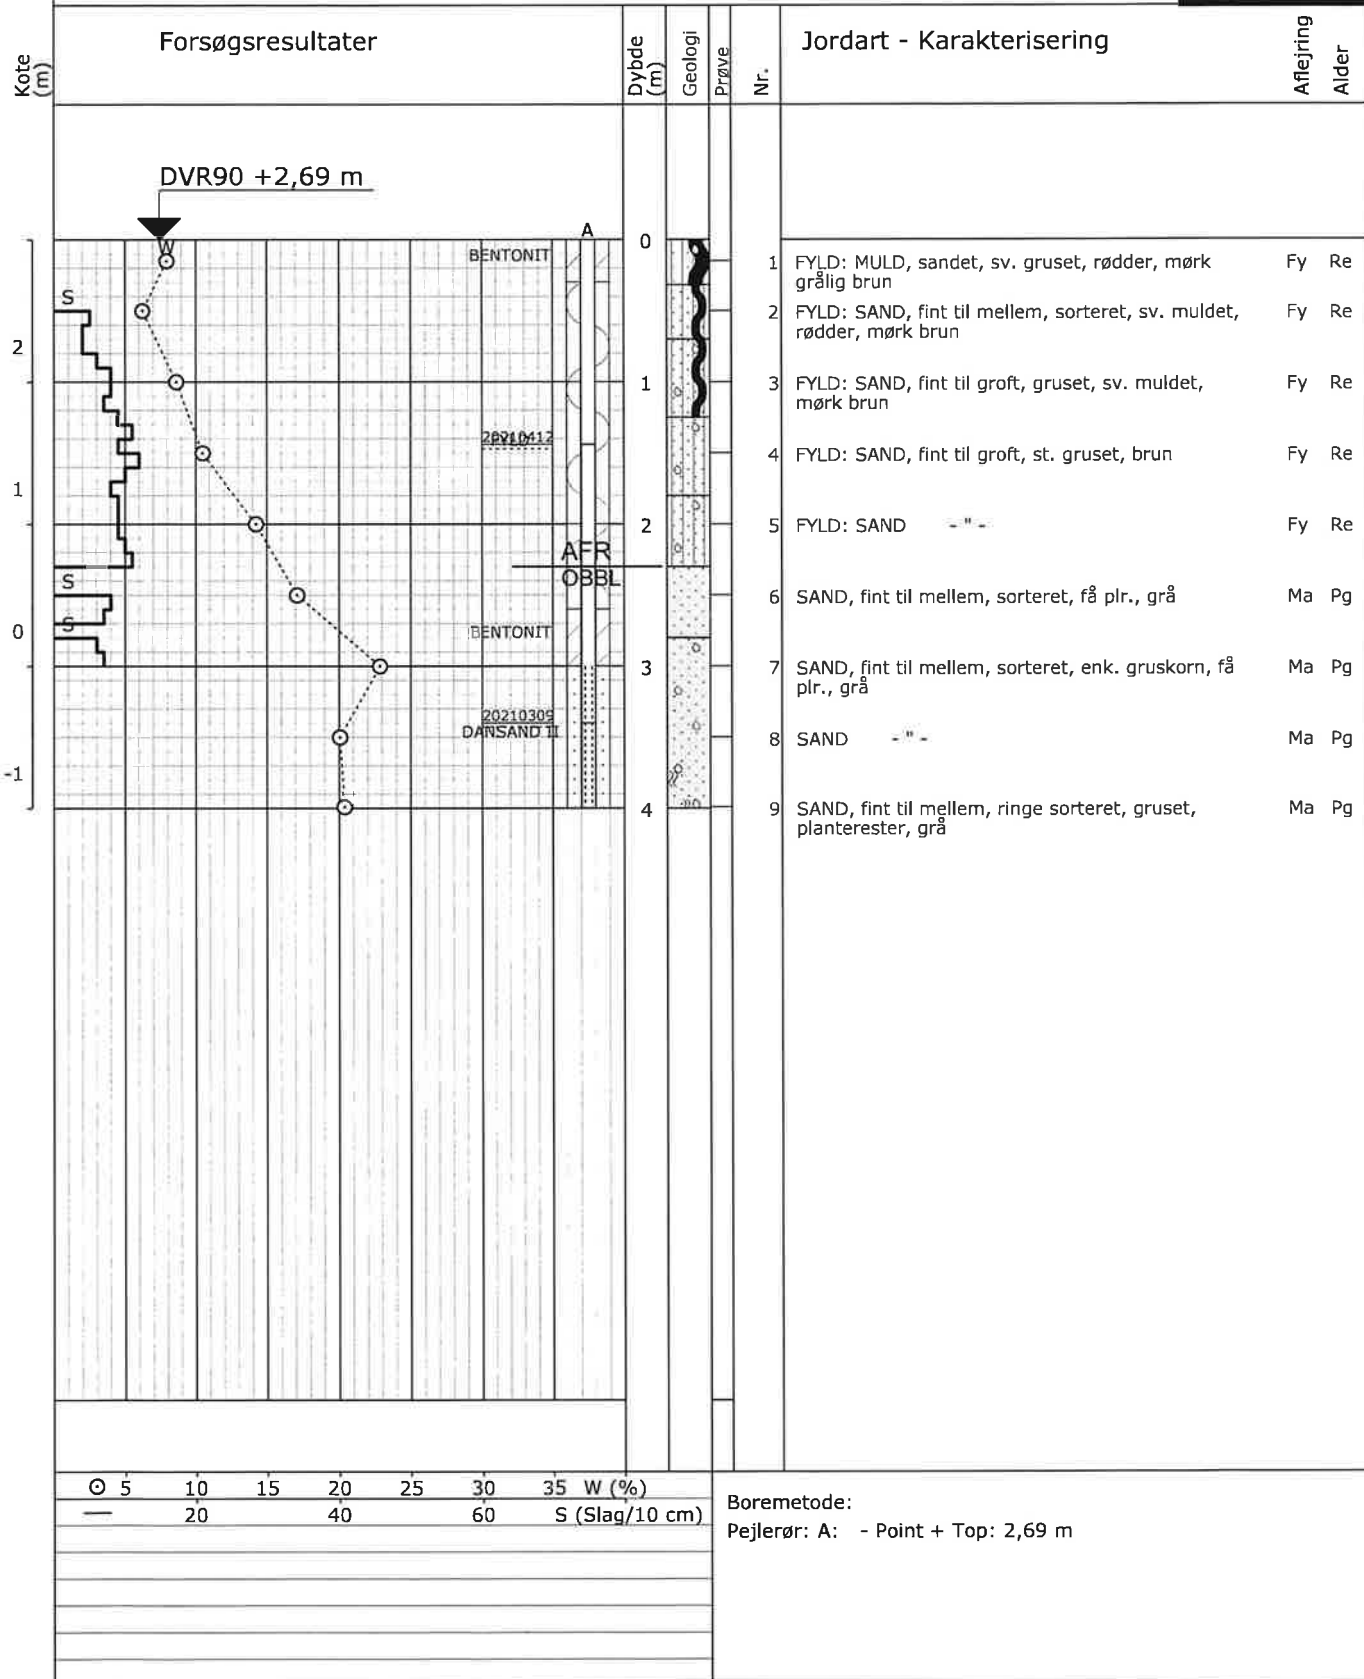 Kote (m)
Forsøgsresultater
Dybde (m)
Geologi
Prøve
Nr.
Jordart - Karakterisering
Aflejring
Alder
DVR90 +2,69 m
W
A
BENTONIT
0
1 FYLD: MULD, sandet, sv. gruset, rødder, mørk Fy Re
grålig brun
S
2 FYLD: SAND, fint til mellem, sorteret, sv. muldet, Fy Re
rødder, mørk brun
2
1
3 FYLD: SAND, fint til groft, gruset, sv. muldet, Fy Re
mørk brun
20210412
4 FYLD: SAND, fint til groft, st. gruset, brun Fy Re
1
2
5 FYLD: SAND - " - Fy Re
AFR
OBBL
S
6 SAND, fint til mellem, sorteret, få plr., grå Ma Pg
S
0
BENTONIT
3
7 SAND, fint til mellem, sorteret, enk. gruskorn, få Ma Pg
plr., grå
20210309
DANSAND II
8 SAND - " - Ma Pg
-1
4
9 SAND, fint til mellem, ringe sorteret, gruset, Ma Pg
planterester, grå
5 10 15 20 25 30 35 W (%)
20 40 60 S (Slag/10 cm)
Boremetode:
Pejlerør: A: - Point + Top: 2,69 m